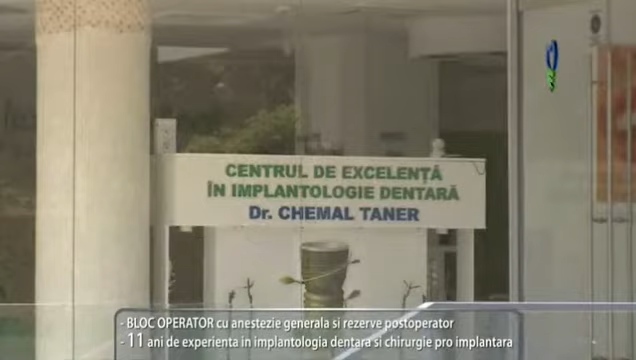 CENTRUL DE EXCELENȚĂ
ÎN IMPLANTOLOGIE DENTARĂ
Dr. CHEMAL TANER
- BLOC OPERATOR cu anestezie generala si rezerve postoperator
- 11 ani de experienta in implantologia dentara si chirurgie pro implantara